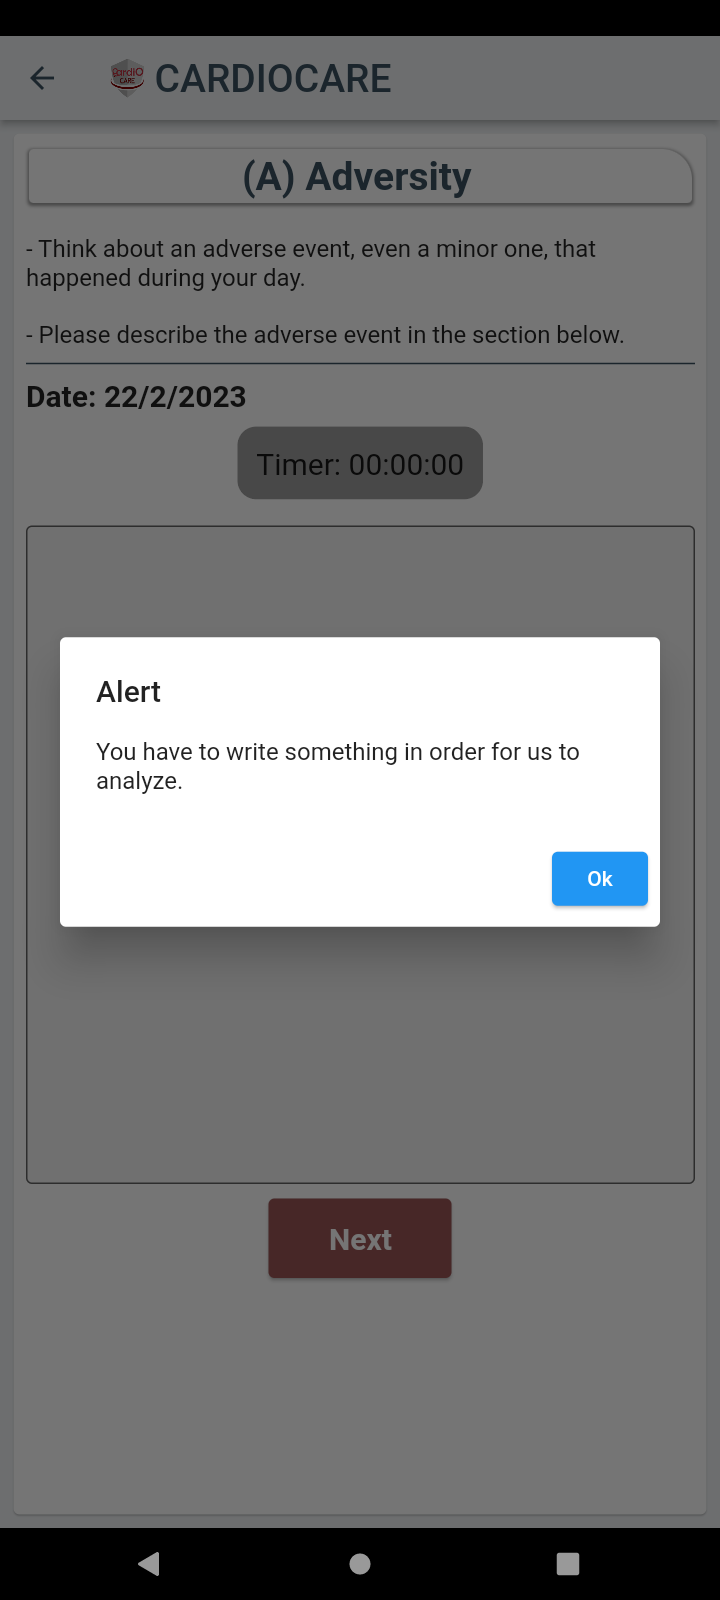 CardiO
CARE
CARDIOCARE
(A) Adversity
- Think about an adverse event, even a minor one, that
happened during your day.
- Please describe the adverse event in the section below.
Date: 22/2/2023
Timer: 00:00:00
Alert
You have to write something in order for us to
analyze.
Ok
Next